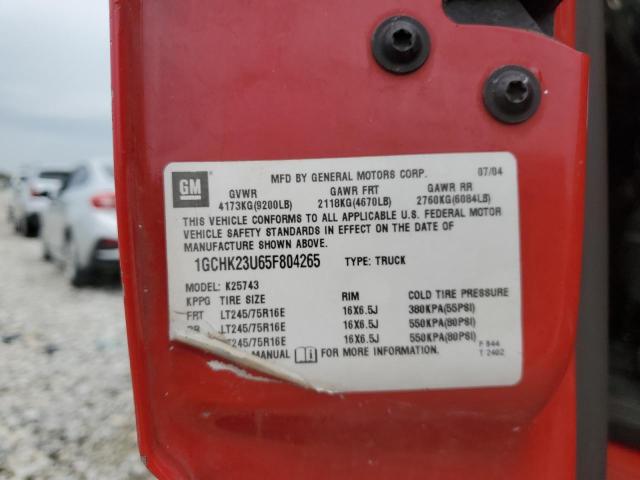 MFD BY GENERAL MOTORS CORP. 07/04
GM
GVWR GAWR FRT GAWR RR
4173KG(9200LB) 2118KG(4670LB) 2760KG(6084LB)
THIS VEHICLE CONFORMS TO ALL APPLICABLE U.S. FEDERAL MOTOR
VEHICLE SAFETY STANDARDS IN EFFECT ON THE DATE OF
MANUFACTURE SHOWN ABOVE.
1GCHK23U65F804265 TYPE: TRUCK
MODEL: K25743
KPPG TIRE SIZE RIM COLD TIRE PRESSURE
FRT LT245/75R16E 16X6.5J 380KPA(55PSI)
RR LT245/75R16E 16X6.5J 550KPA(80PSI)
LT245/75R16E 16X6.5J 550KPA(80PSI)
MANUAL FOR MORE INFORMATION.
P 844
T 2402